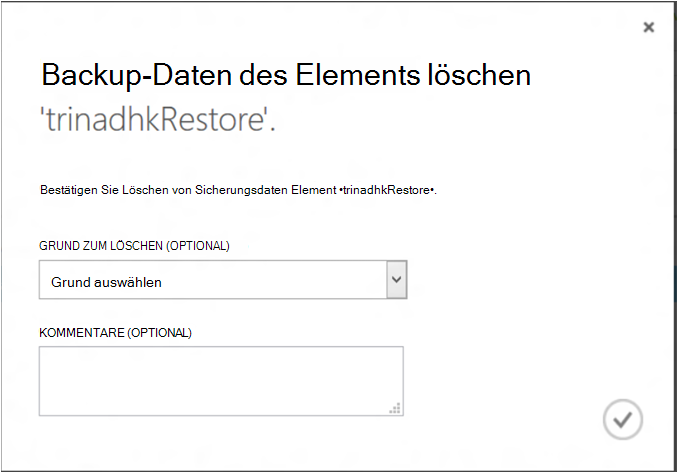 Backup-Daten des Elements löschen
'trinadhkRestore'.
Bestätigen Sie Löschen von Sicherungsdaten Element •trinadhkRestore•.
GRUND ZUM LÖSCHEN (OPTIONAL)
Grund auswählen
KOMMENTARE (OPTIONAL)